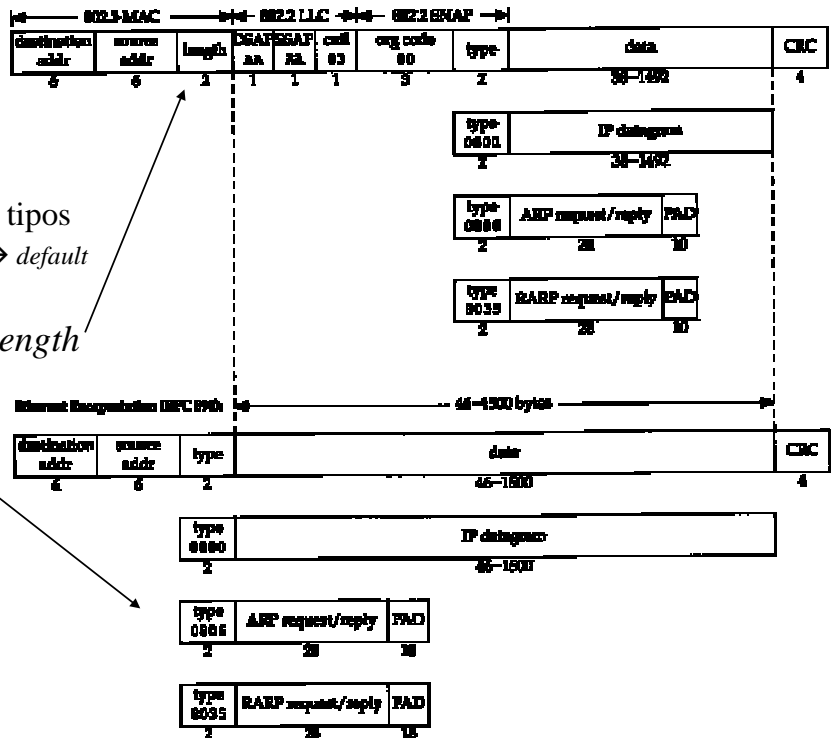 802.3 MAC 802.2 LLC 802.2 SNAP
destination addr source addr length DSAP AA SSAP AA cntl 03 org code 00 type data CRC
6 6 2 1 1 1 3 2 38-1492 4
type 0800 IP datagram
2 38-1492
tipos
type 0806 ARP request/reply PAD
default
2 28 10
type 8035 RARP request/reply PAD
2 28 10
ength
Ethernet Encapsulation (RFC 894): 46-1500 bytes
destination addr source addr type data CRC
6 6 2 46-1500 4
type 0800 IP datagram
2 46-1500
type 0806 ARP request/reply PAD
2 28 18
type 8035 RARP request/reply PAD
2 28 18